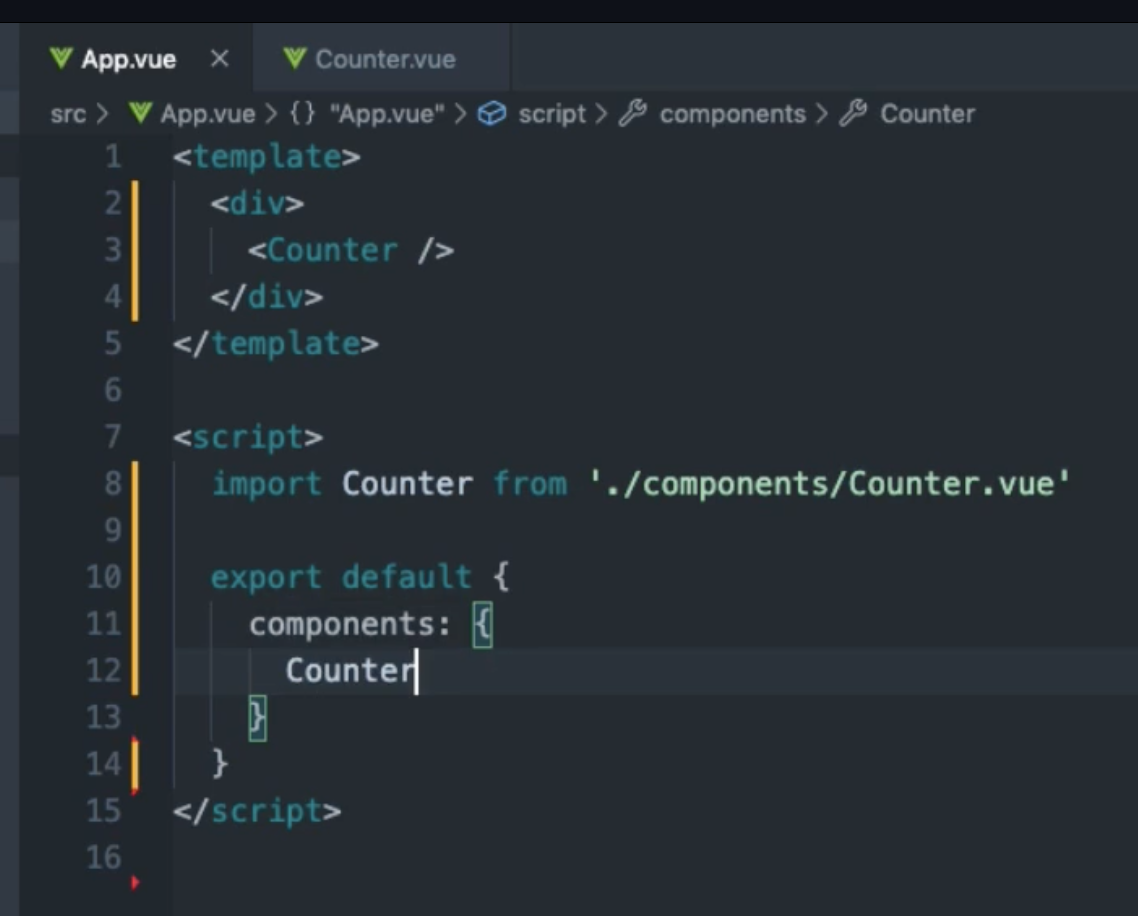 App.vue × Counter.vue
src > App.vue > {} "App.vue" > script > components > Counter
1 <template>
2 <div>
3 <Counter />
4 </div>
5 </template>
6
7 <script>
8 import Counter from './components/Counter.vue'
9
10 export default {
11 components: {
12 Counter
13 }
14 }
15 </script>
16